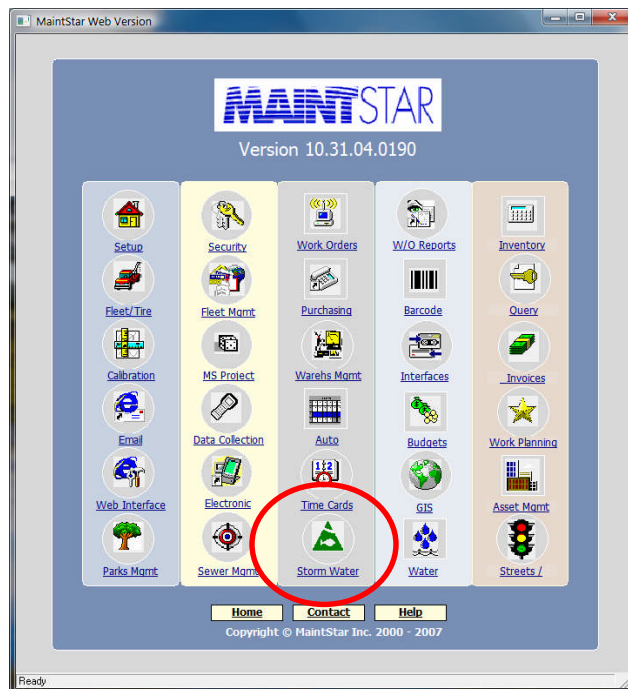 MaintStar Web Version
MAINTSTAR
Version 10.31.04.0190
Setup Security Work Orders W/O Reports Inventory
Fleet/Tire Fleet Mgmt Purchasing Barcode Query
Calibration MS Project Warehs Mgmt Interfaces Invoices
Email Data Collection Auto Budgets Work Planning
1 2
Web Interface Electronic Time Cards GIS Asset Mgmt
Parks Mgmt Sewer Mgmt Storm Water Water Streets /
Home Contact Help
Copyright © MaintStar Inc. 2000 - 2007
Ready